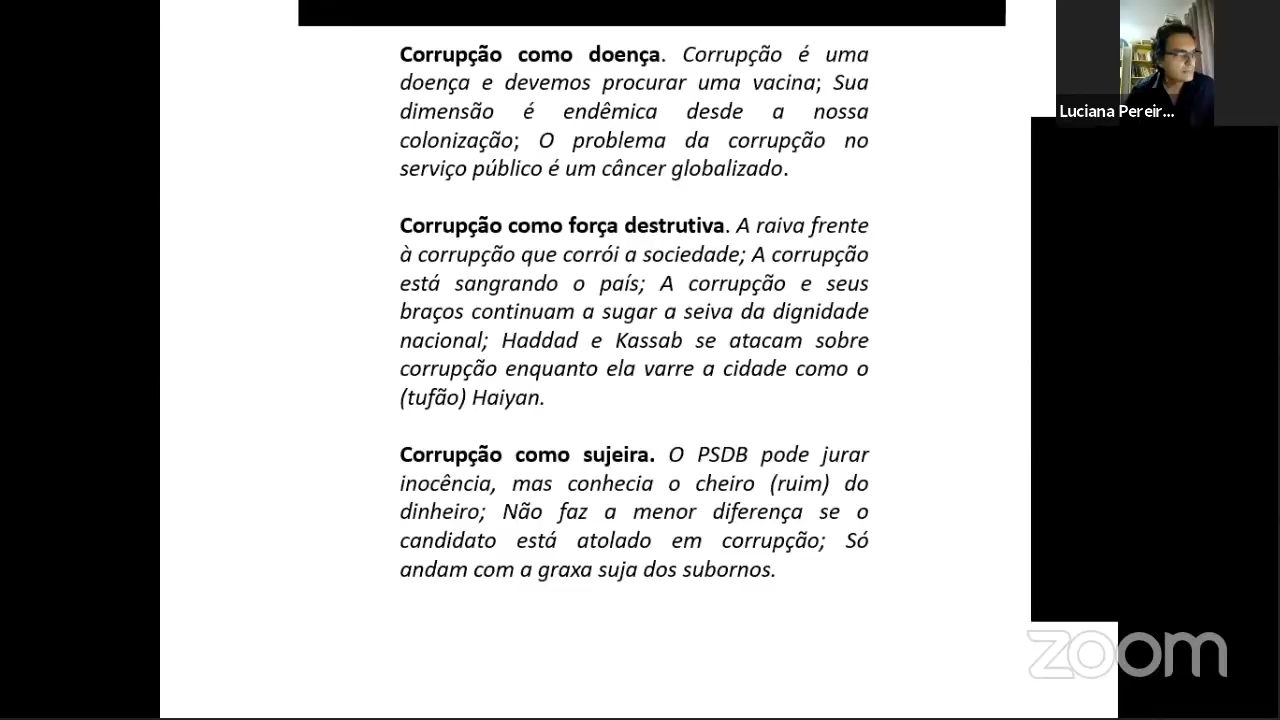 Corrupção como doença. Corrupção é uma
doença e devemos procurar uma vacina; Sua
dimensão é endêmica desde a nossa
colonização; O problema da corrupção no
serviço público é um câncer globalizado.
Corrupção como força destrutiva. A raiva frente
à corrupção que corrói a sociedade; A corrupção
está sangrando o país; A corrupção e seus
braços continuam a sugar a seiva da dignidade
nacional; Haddad e Kassab se atacam sobre
corrupção enquanto ela varre a cidade como o
(tufão) Haiyan.
Corrupção como sujeira. O PSDB pode jurar
inocência, mas conhecia o cheiro (ruim) do
dinheiro; Não faz a menor diferença se o
candidato está atolado em corrupção; Só
andam com a graxa suja dos subornos.
Luciana Pereir...
zoom